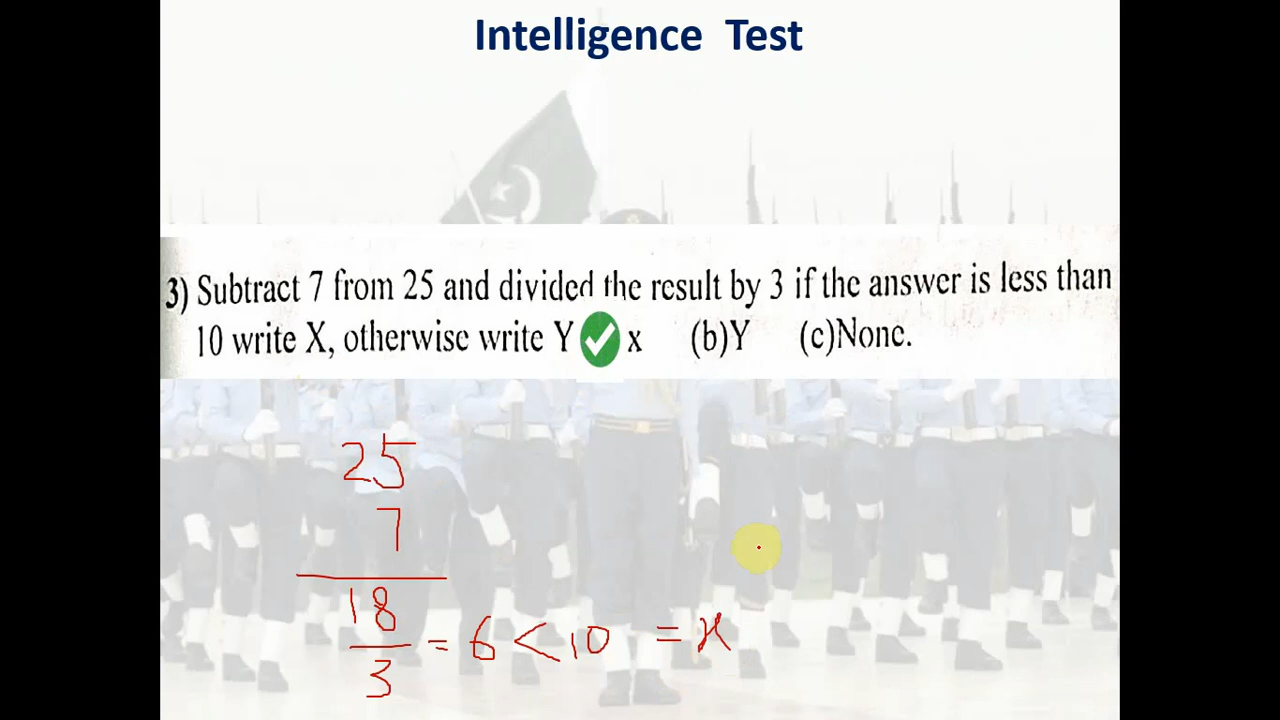 Intelligence Test
3) Subtract 7 from 25 and divided the result by 3 if the answer is less than
10 write X, otherwise write Y x (b)Y (c)None.
25
7
18
3
= 6 < 10 = x